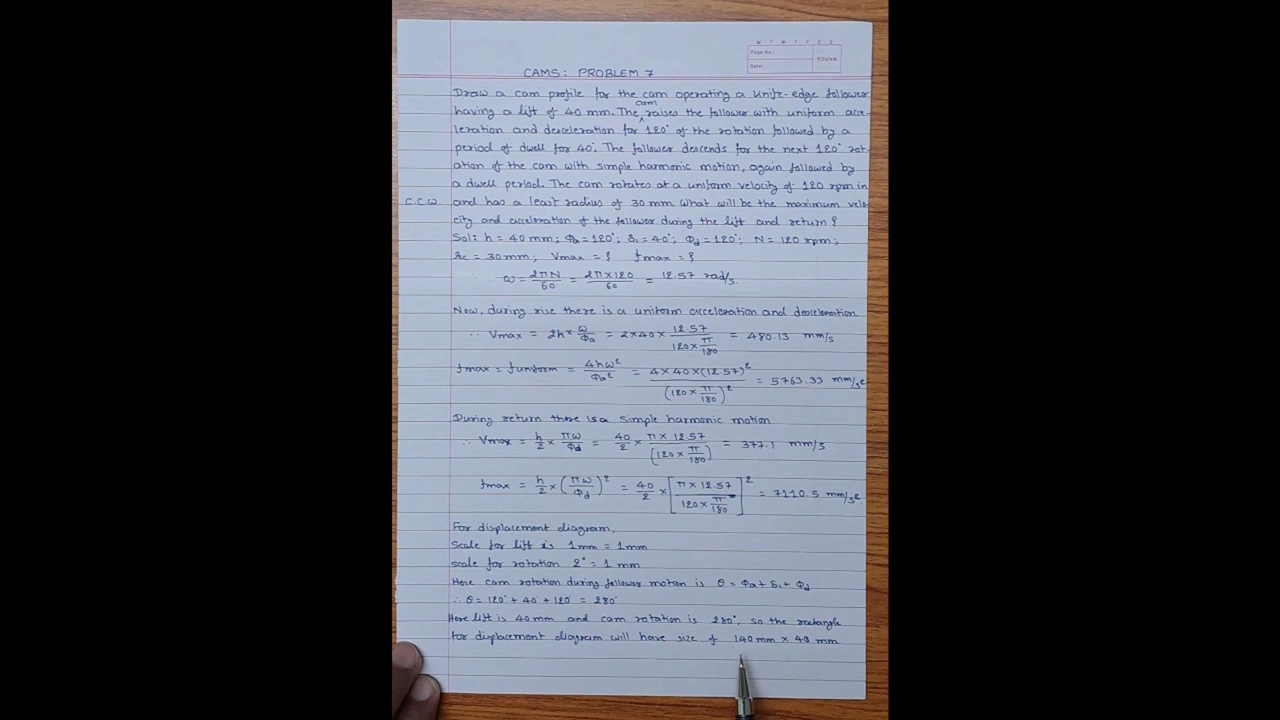 M T W T F S S
Page No.:
YOUVA
Date:
CAMS: PROBLEM 7
Draw a cam profile for the cam operating a knife-edge follower
having a lift of 40 mm. The cam raises the follower with uniform acce-
leration and desceleration for 120° of the rotation followed by a
period of dwell for 40°. The follower descends for the next 120° rot-
ation of the cam with simple harmonic motion, again followed by
a dwell period. The cam rotates at a uniform velocity of 120 rpm in
C.C.W. and has a least radius of 30 mm what will be the maximum velo-
city and acceleration of the follower during the lift and return?
Sol: h = 40 mm; Φa = 120°; δ1 = 40°; Φd = 120°; N = 120 rpm;
rc = 30 mm; Vmax = ? fmax = ?
ω = 2πN/60 = 2π×120/60 = 12.57 rad/s.
Now, during rise there is a uniform acceleration and desceleration
∴ Vmax = 2h × ω/Φa = 2×40× 12.57/(120×π/180) = 480.13 mm/s
fmax = funiform = 4hω²/Φa² = 4×40×(12.57)²/(120×π/180)² = 5763.33 mm/s²
During return there is a simple harmonic motion
∴ Vmax = h/2 × πω/Φd = 40/2 × π×12.57/(120×π/180) = 377.1 mm/s
fmax = h/2 × (πω/Φd)² = 40/2 × [π×12.57/(120×π/180)]² = 7110.5 mm/s²
For displacement diagram,
Scale for lift is 1mm = 1mm
scale for rotation 2° = 1 mm
Here cam rotation during follower motion is θ = Φa + δ1 + Φd
∴ θ = 120° + 40° + 120° = 280°
Here lift is 40mm and cam rotation is 280°, so the rectangle
for displacement diagram will have size of 140 mm × 40 mm